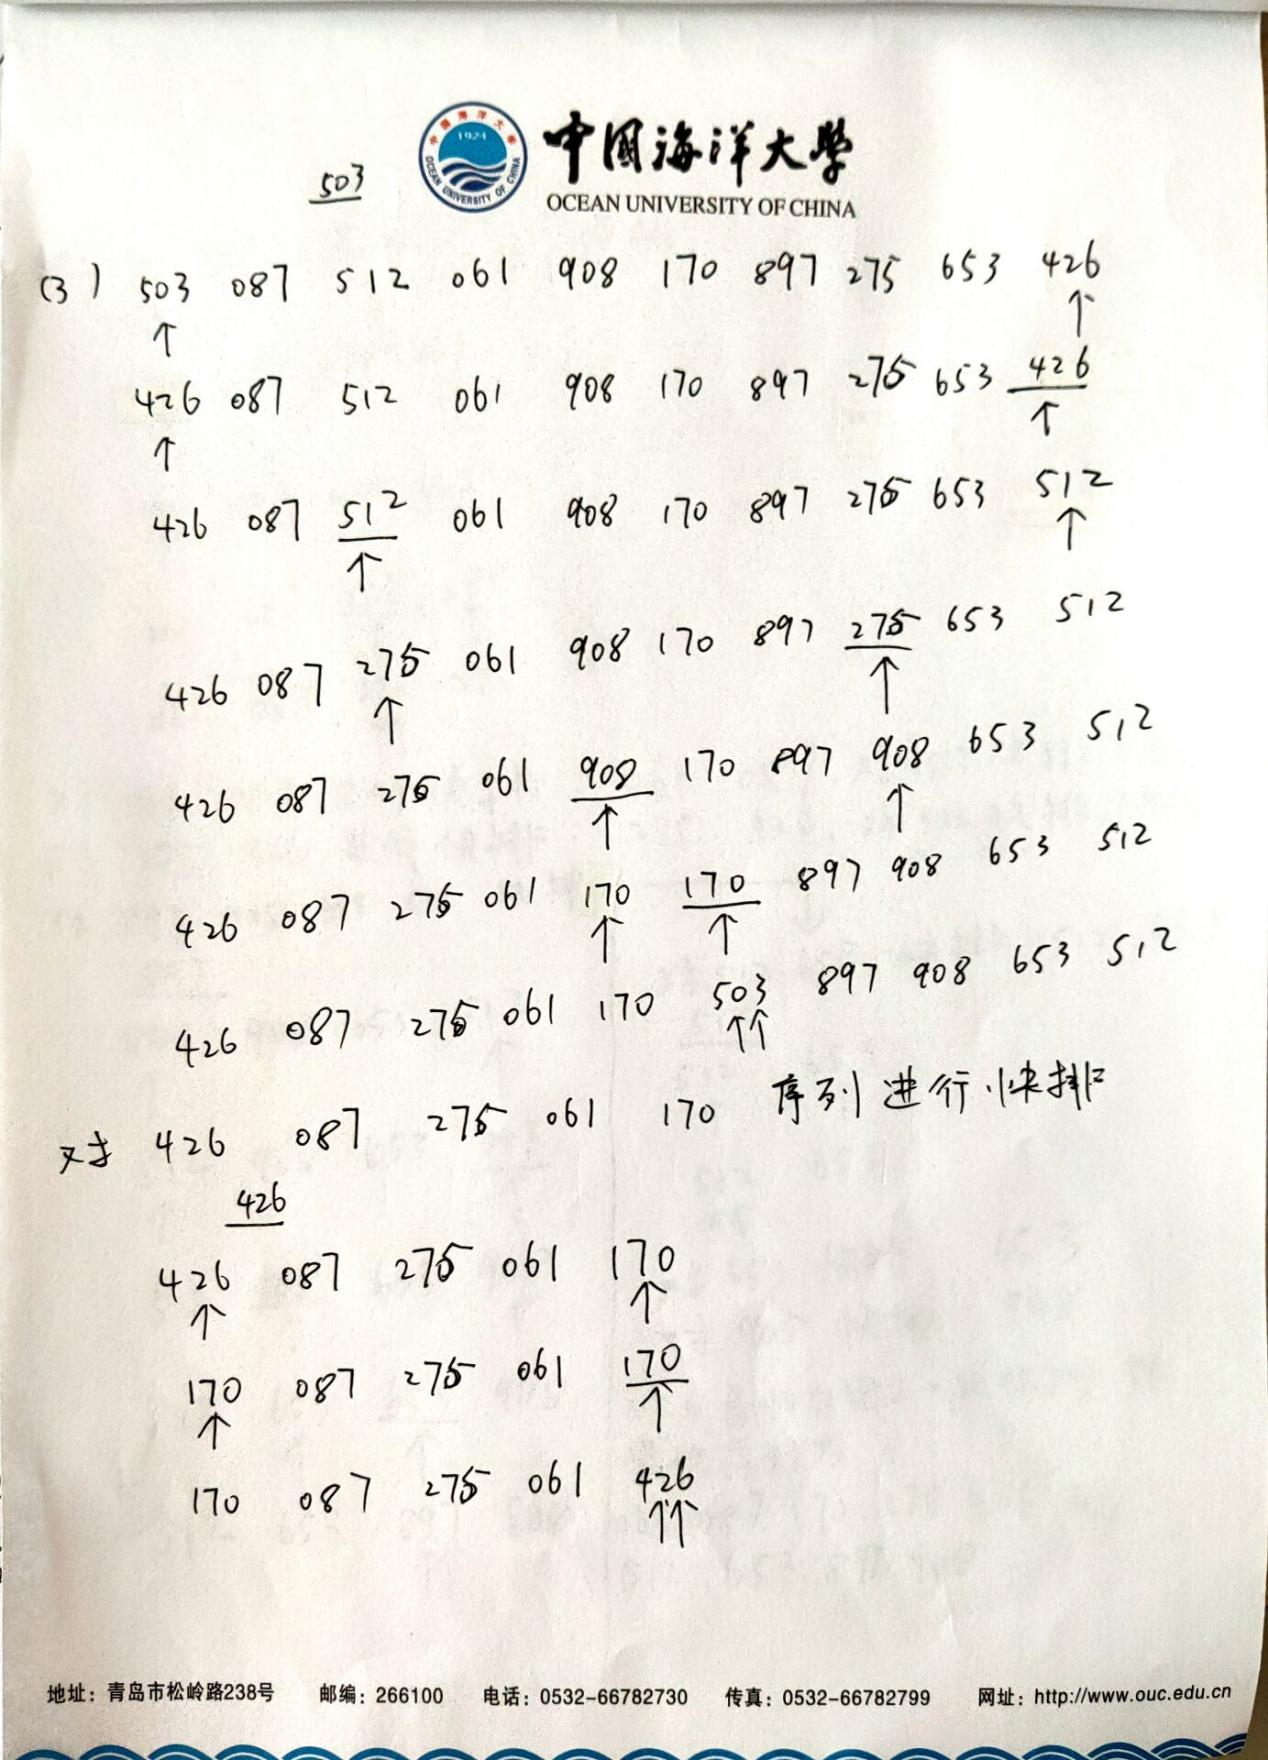 中国海洋大學
OCEAN UNIVERSITY OF CHINA
1924
OCEAN UNIVERSITY OF CHINA
503
(3) 503 087 512 061 908 170 897 275 653 426
↑ ↑
426 087 512 061 908 170 897 275 653 426
↑ ↑
426 087 512 061 908 170 897 275 653 512
↑ ↑
426 087 275 061 908 170 897 275 653 512
↑ ↑
426 087 275 061 908 170 897 908 653 512
↑ ↑
426 087 275 061 170 170 897 908 653 512
↑ ↑
426 087 275 061 170 503 897 908 653 512
↑↑
对 426 087 275 061 170 序列进行快排
426
426 087 275 061 170
↑ ↑
170 087 275 061 170
↑ ↑
170 087 275 061 426
↑↑
地址：青岛市松岭路238号 邮编：266100 电话：0532-66782730 传真：0532-66782799 网址：http://www.ouc.edu.cn